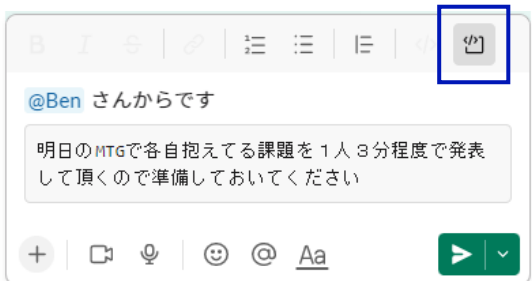 B I S
@Ben さんからです
明日のMTGで各自抱えてる課題を１人３分程度で発表
して頂くので準備しておいてください
Aa